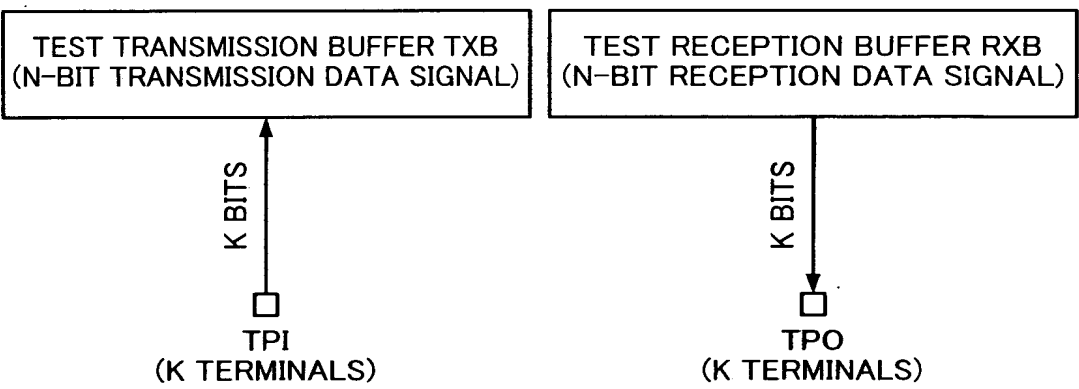 TEST TRANSMISSION BUFFER TXB
(N-BIT TRANSMISSION DATA SIGNAL)
K BITS
TPI
(K TERMINALS)
TEST RECEPTION BUFFER RXB
(N-BIT RECEPTION DATA SIGNAL)
K BITS
TPO
(K TERMINALS)